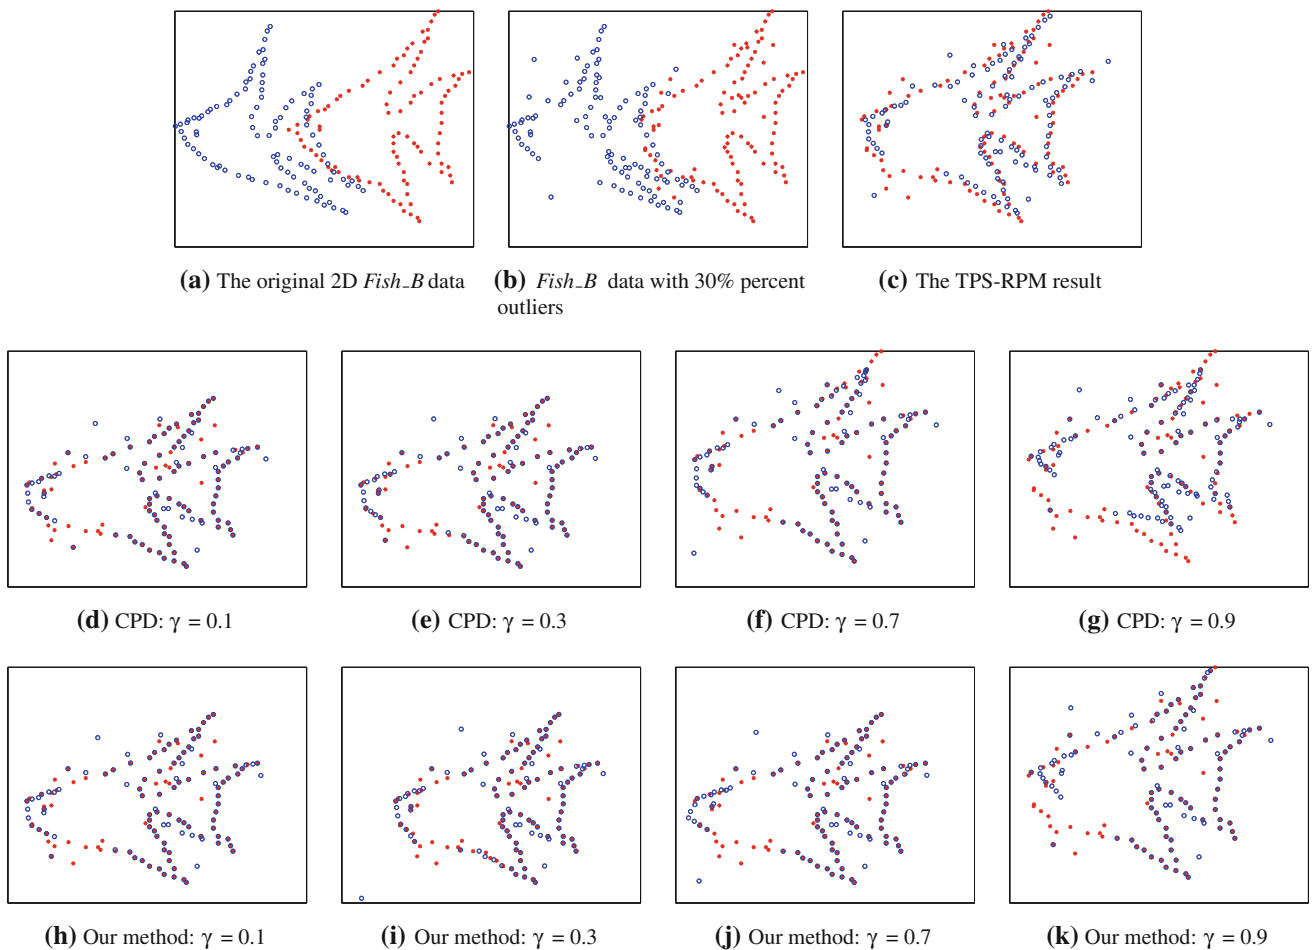 (a) The original 2D Fish_B data
(b) Fish_B data with 30% percent
outliers
(c) The TPS-RPM result
(d) CPD: γ = 0.1
(e) CPD: γ = 0.3
(f) CPD: γ = 0.7
(g) CPD: γ = 0.9
(h) Our method: γ = 0.1
(i) Our method: γ = 0.3
(j) Our method: γ = 0.7
(k) Our method: γ = 0.9